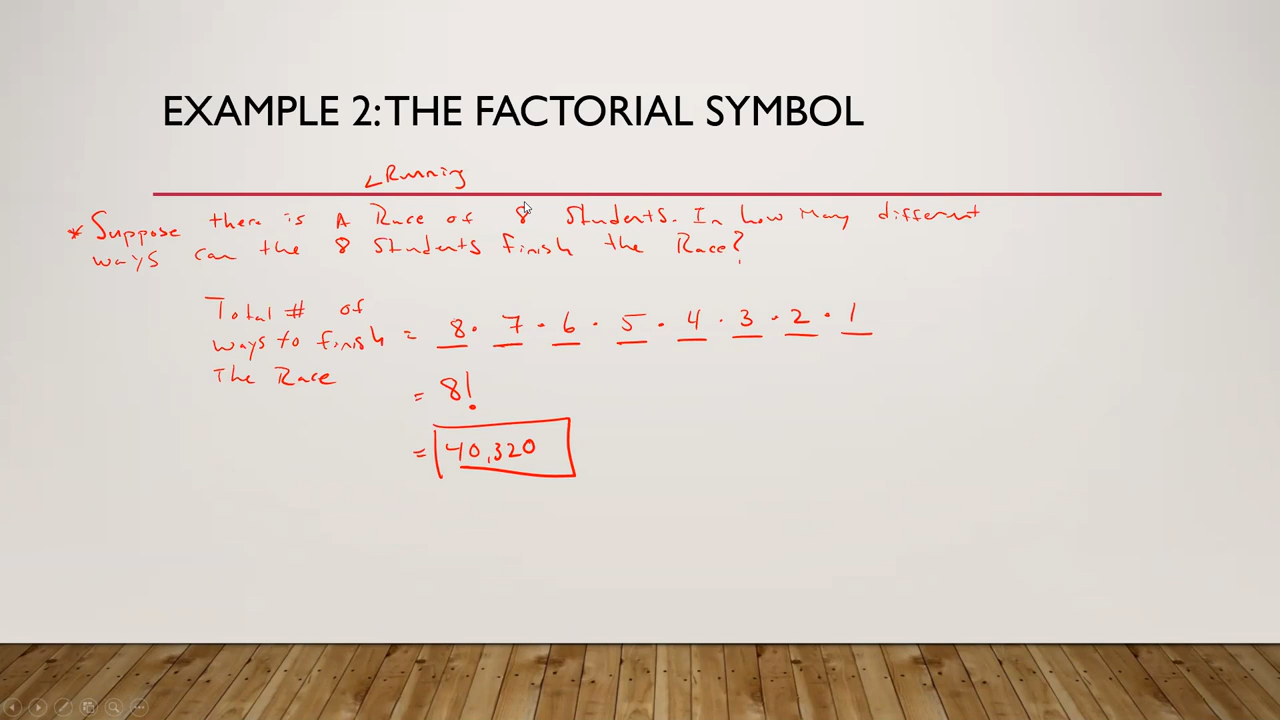 EXAMPLE 2: THE FACTORIAL SYMBOL
Running
* Suppose there is A Race of 8 Students. In how many different
ways can the 8 Students finish the Race?
Total # of
ways to finish = 8 · 7 · 6 · 5 · 4 · 3 · 2 · 1
The Race
= 8!
= 40,320